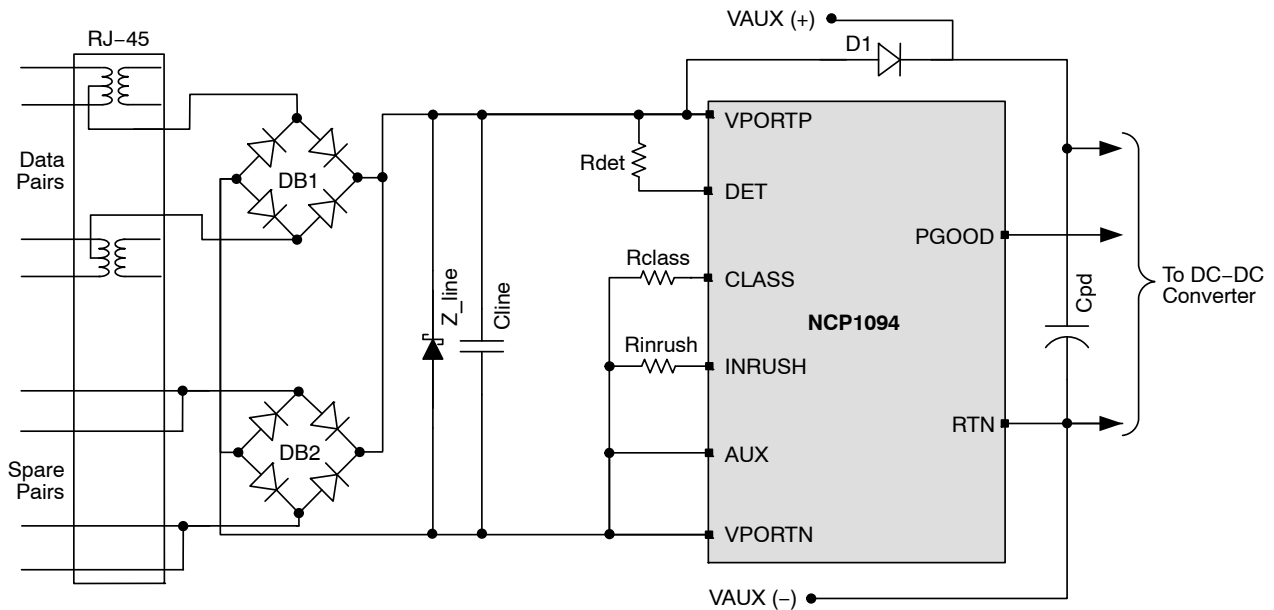 VAUX (+)
RJ−45
D1
VPORTP
Data
Pairs
Rdet
DB1
DET
PGOOD
Rclass
CLASS
To DC−DC
Converter
Z_line
Cline
Cpd
NCP1094
Rinrush
INRUSH
RTN
DB2
AUX
Spare
Pairs
VPORTN
VAUX (−)